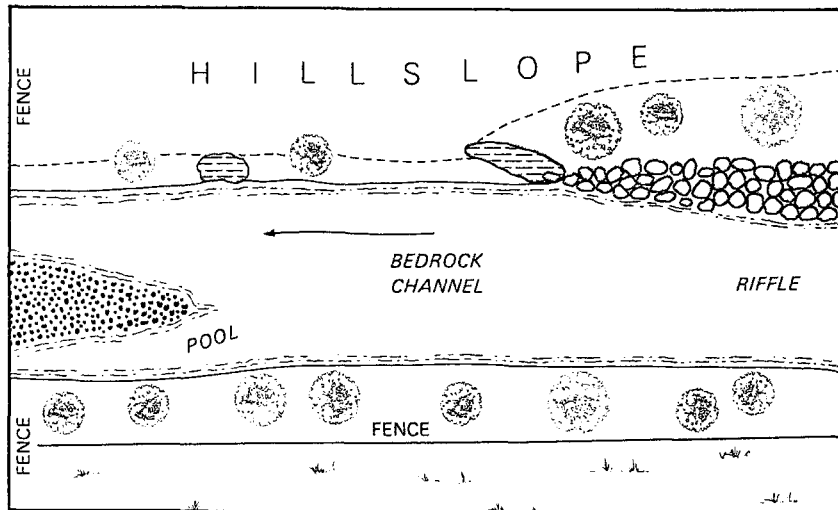 FENCE
HILLSLOPE
BEDROCK
CHANNEL
RIFFLE
POOL
FENCE
FENCE